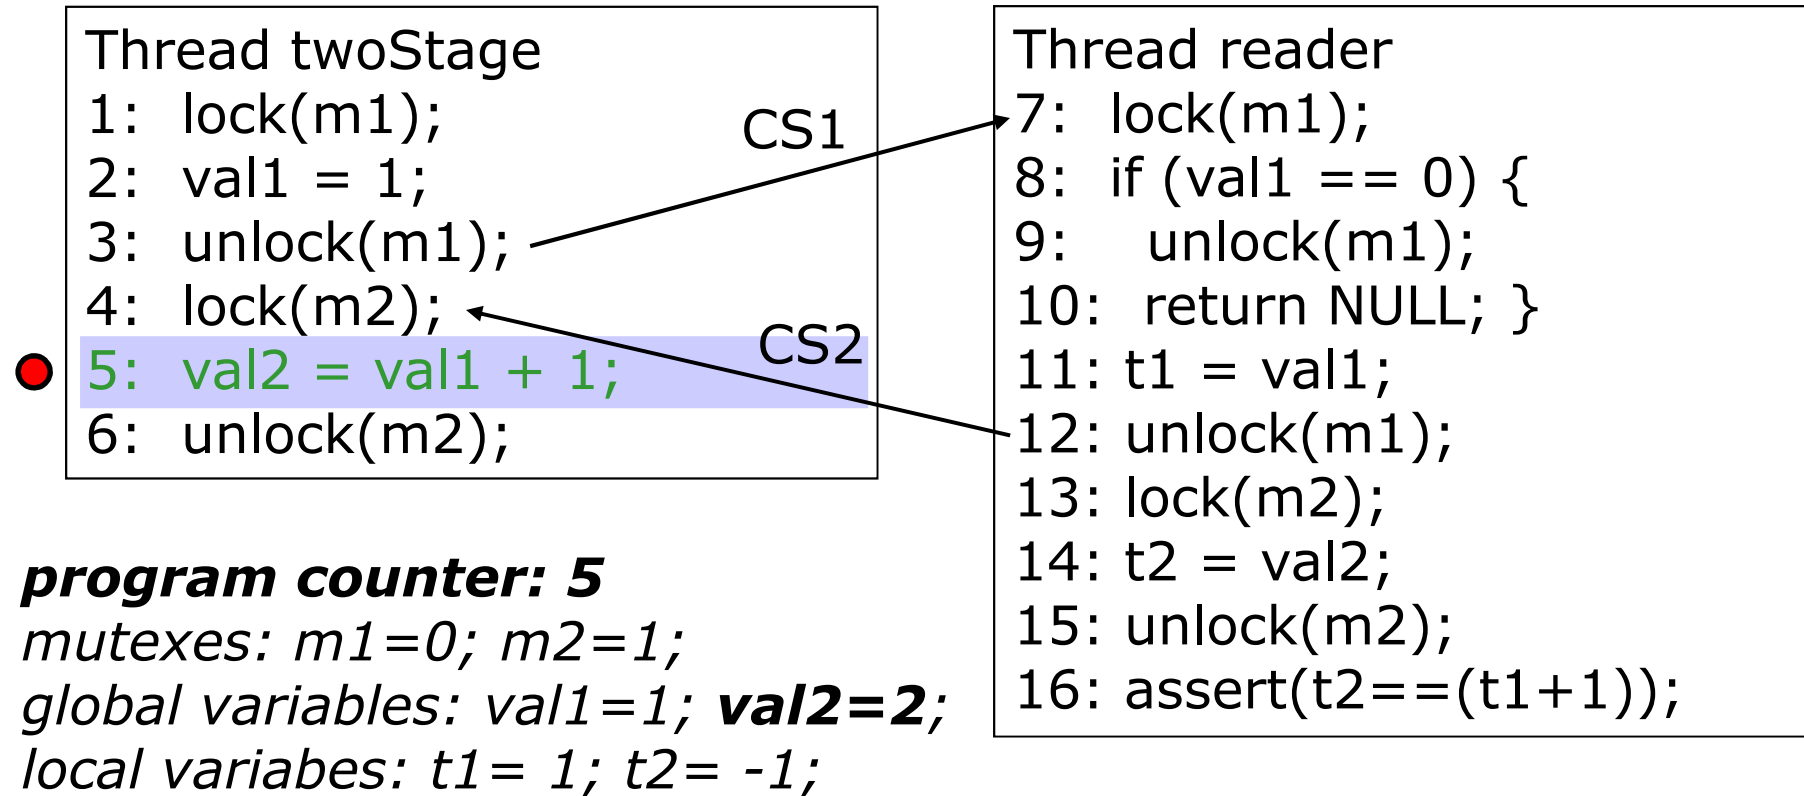 Thread twoStage
1: lock(m1);
2: val1 = 1;
3: unlock(m1);
4: lock(m2);
5: val2 = val1 + 1;
6: unlock(m2);
CS1
CS2
Thread reader
7: lock(m1);
8: if (val1 == 0) {
9: unlock(m1);
10: return NULL; }
11: t1 = val1;
12: unlock(m1);
13: lock(m2);
14: t2 = val2;
15: unlock(m2);
16: assert(t2==(t1+1));
program counter: 5
mutexes: m1=0; m2=1;
global variables: val1=1; val2=2;
local variabes: t1= 1; t2= -1;